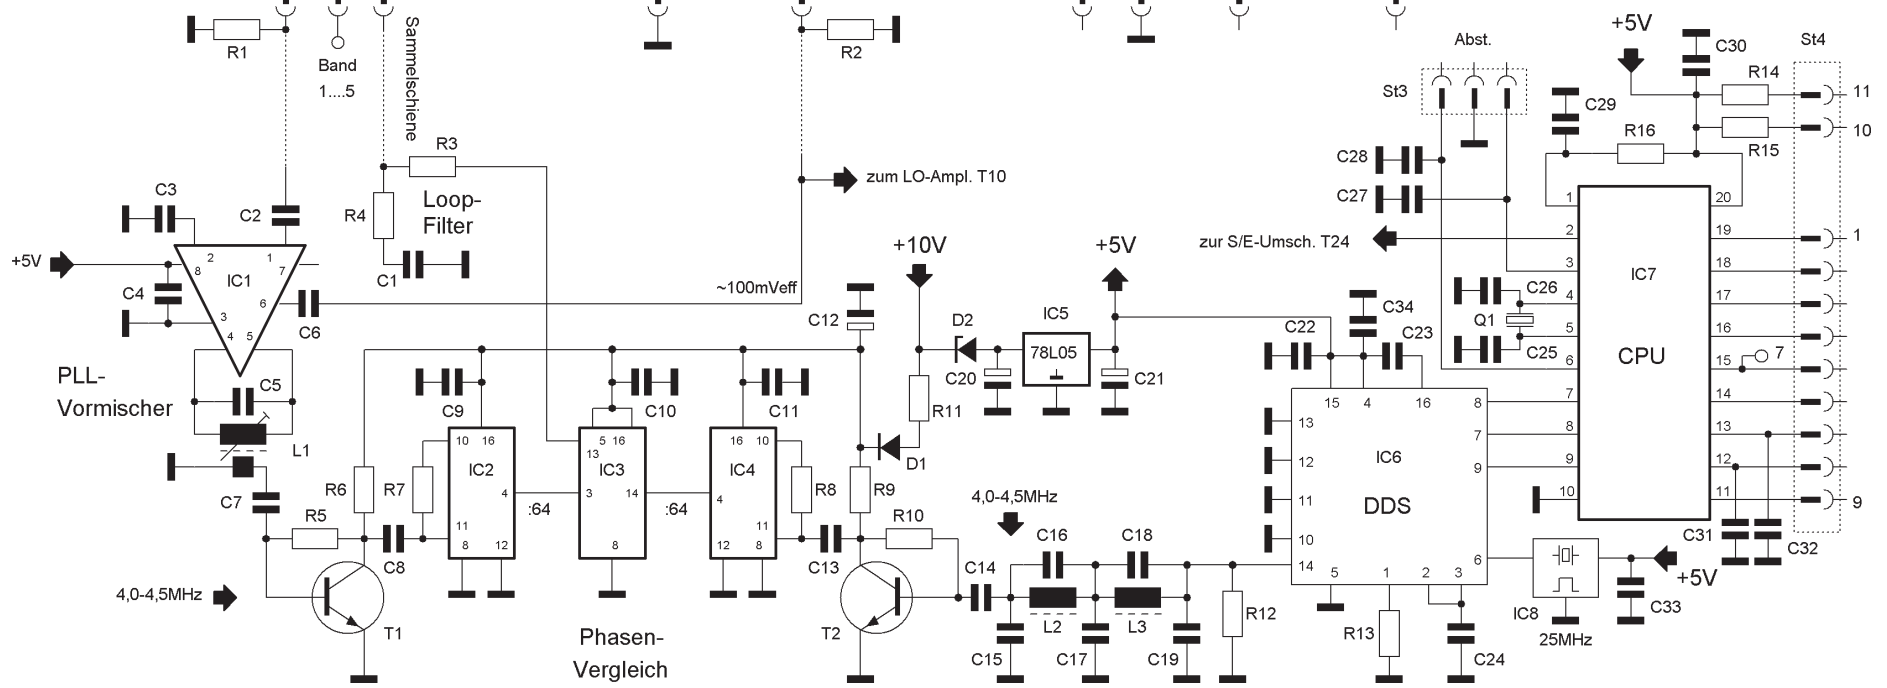 R1
Band
1....5
Sammelschiene
R2
R3
R4
Loop-
Filter
C1
zum LO-Ampl. T10
C3
C2
+5V
C4
IC1
8
2
1
7
6
3
4
5
C6
~100mVeff
PLL-
Vormischer
C5
L1
C7
R5
R6
R7
C8
4,0-4,5MHz
T1
C9
10
16
IC2
4
11
8
12
:64
C10
5
16
13
IC3
3
14
8
:64
C11
16
10
IC4
4
11
12
8
Phasen-
Vergleich
C12
R8
R9
C13
R10
T2
+10V
D2
R11
D1
C20
IC5
78L05
+5V
C21
4,0-4,5MHz
C14
C16
C18
L2
L3
C15
C17
C19
R12
C22
C34
C23
15
4
16
13
12
11
10
14
8
7
9
6
5
1
2
3
IC6
DDS
R13
C24
IC8
25MHz
+5V
C33
Abst.
St3
C28
C27
zur S/E-Umsch. T24
C26
Q1
C25
C29
R16
+5V
C30
R14
R15
St4
11
10
1
2
3
4
5
6
7
8
9
10
IC7
CPU
20
19
18
17
16
15
14
13
12
11
1
7
9
C31
C32